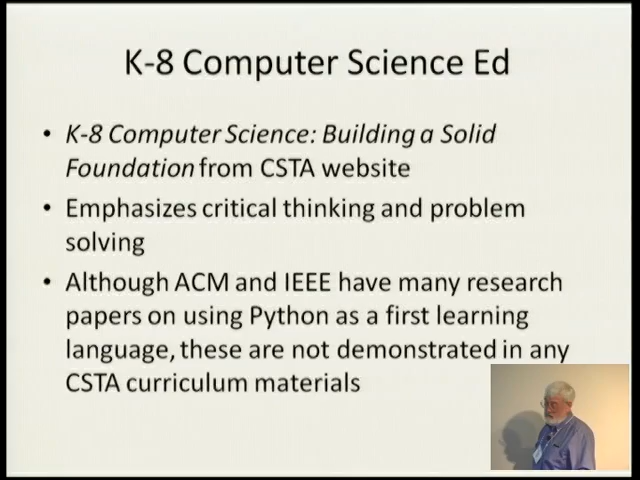 K-8 Computer Science Ed
• K-8 Computer Science: Building a Solid
Foundation from CSTA website
• Emphasizes critical thinking and problem
solving
• Although ACM and IEEE have many research
papers on using Python as a first learning
language, these are not demonstrated in any
CSTA curriculum materials